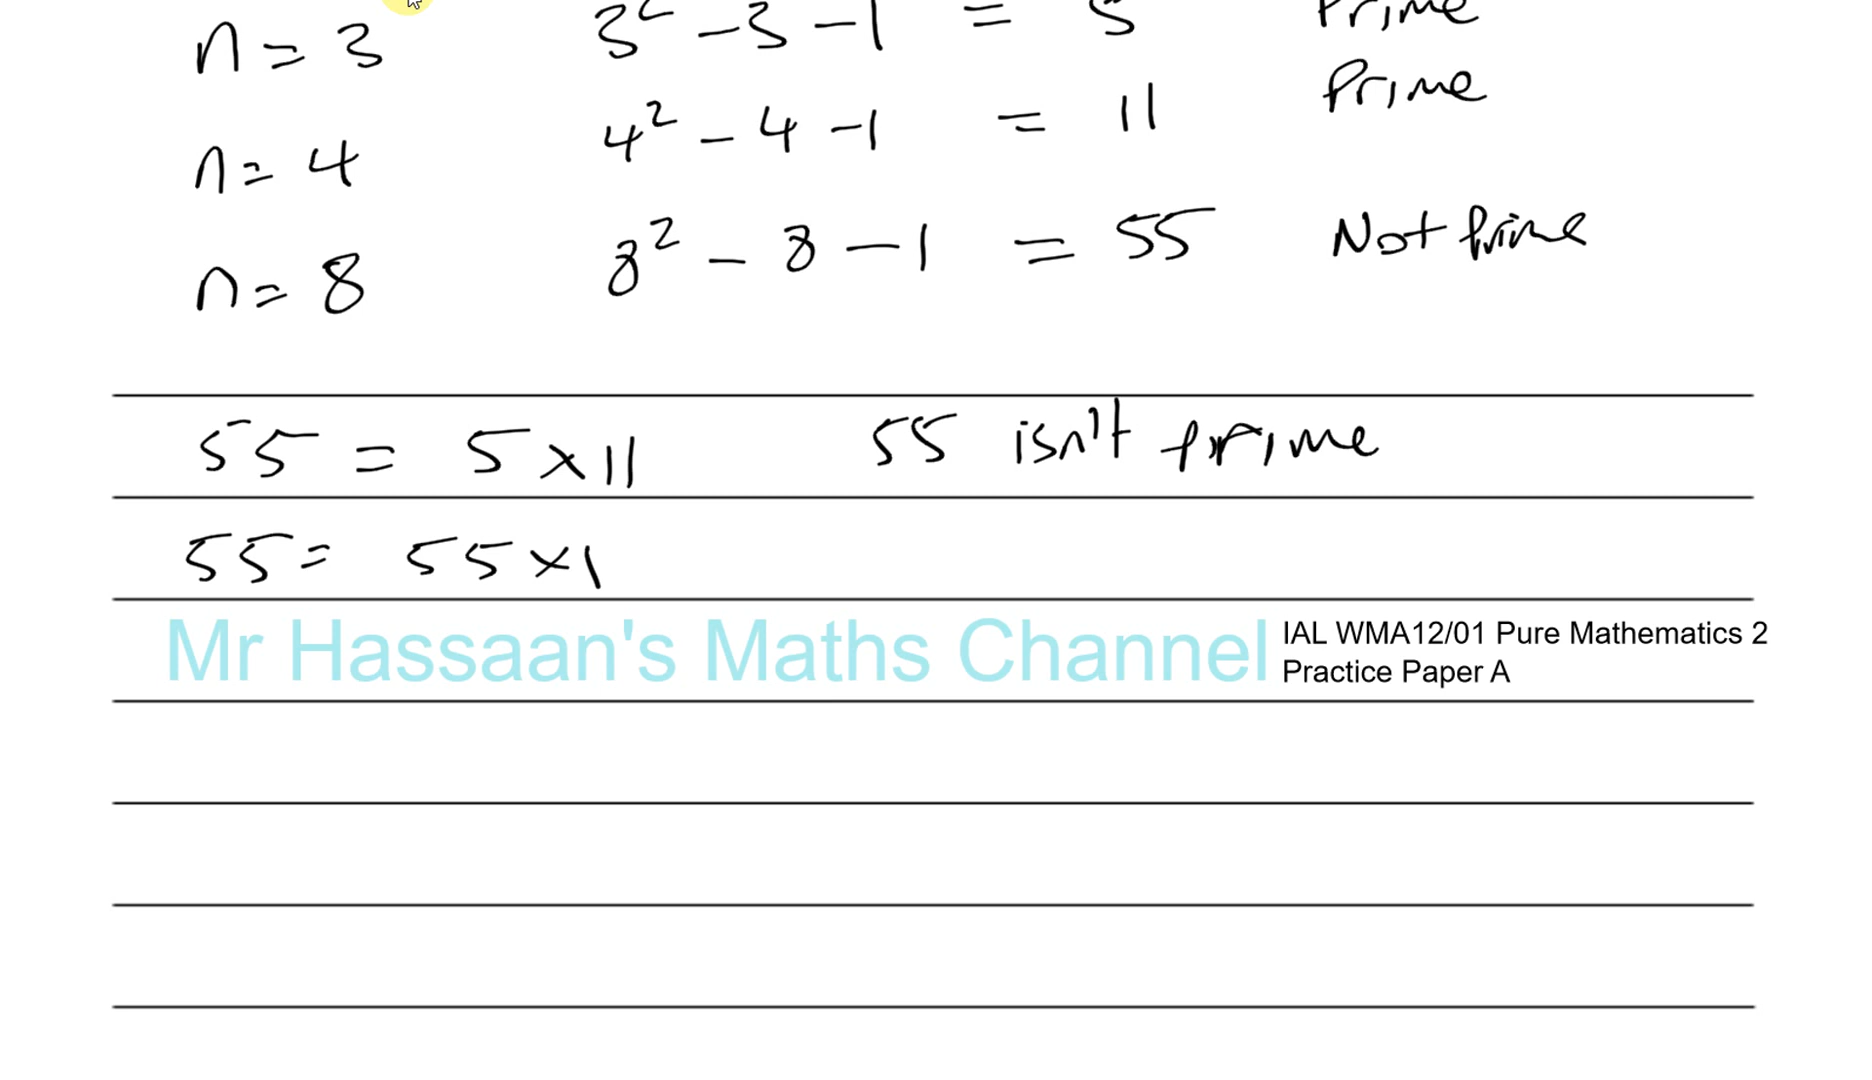 n = 3 3² - 3 - 1 = 5 Prime
n = 4 4² - 4 - 1 = 11 Prime
n = 8 8² - 8 - 1 = 55 Not Prime
55 = 5 × 11 55 isn't prime
55 = 55 × 1
Mr Hassaan's Maths Channel IAL WMA12/01 Pure Mathematics 2
Practice Paper A